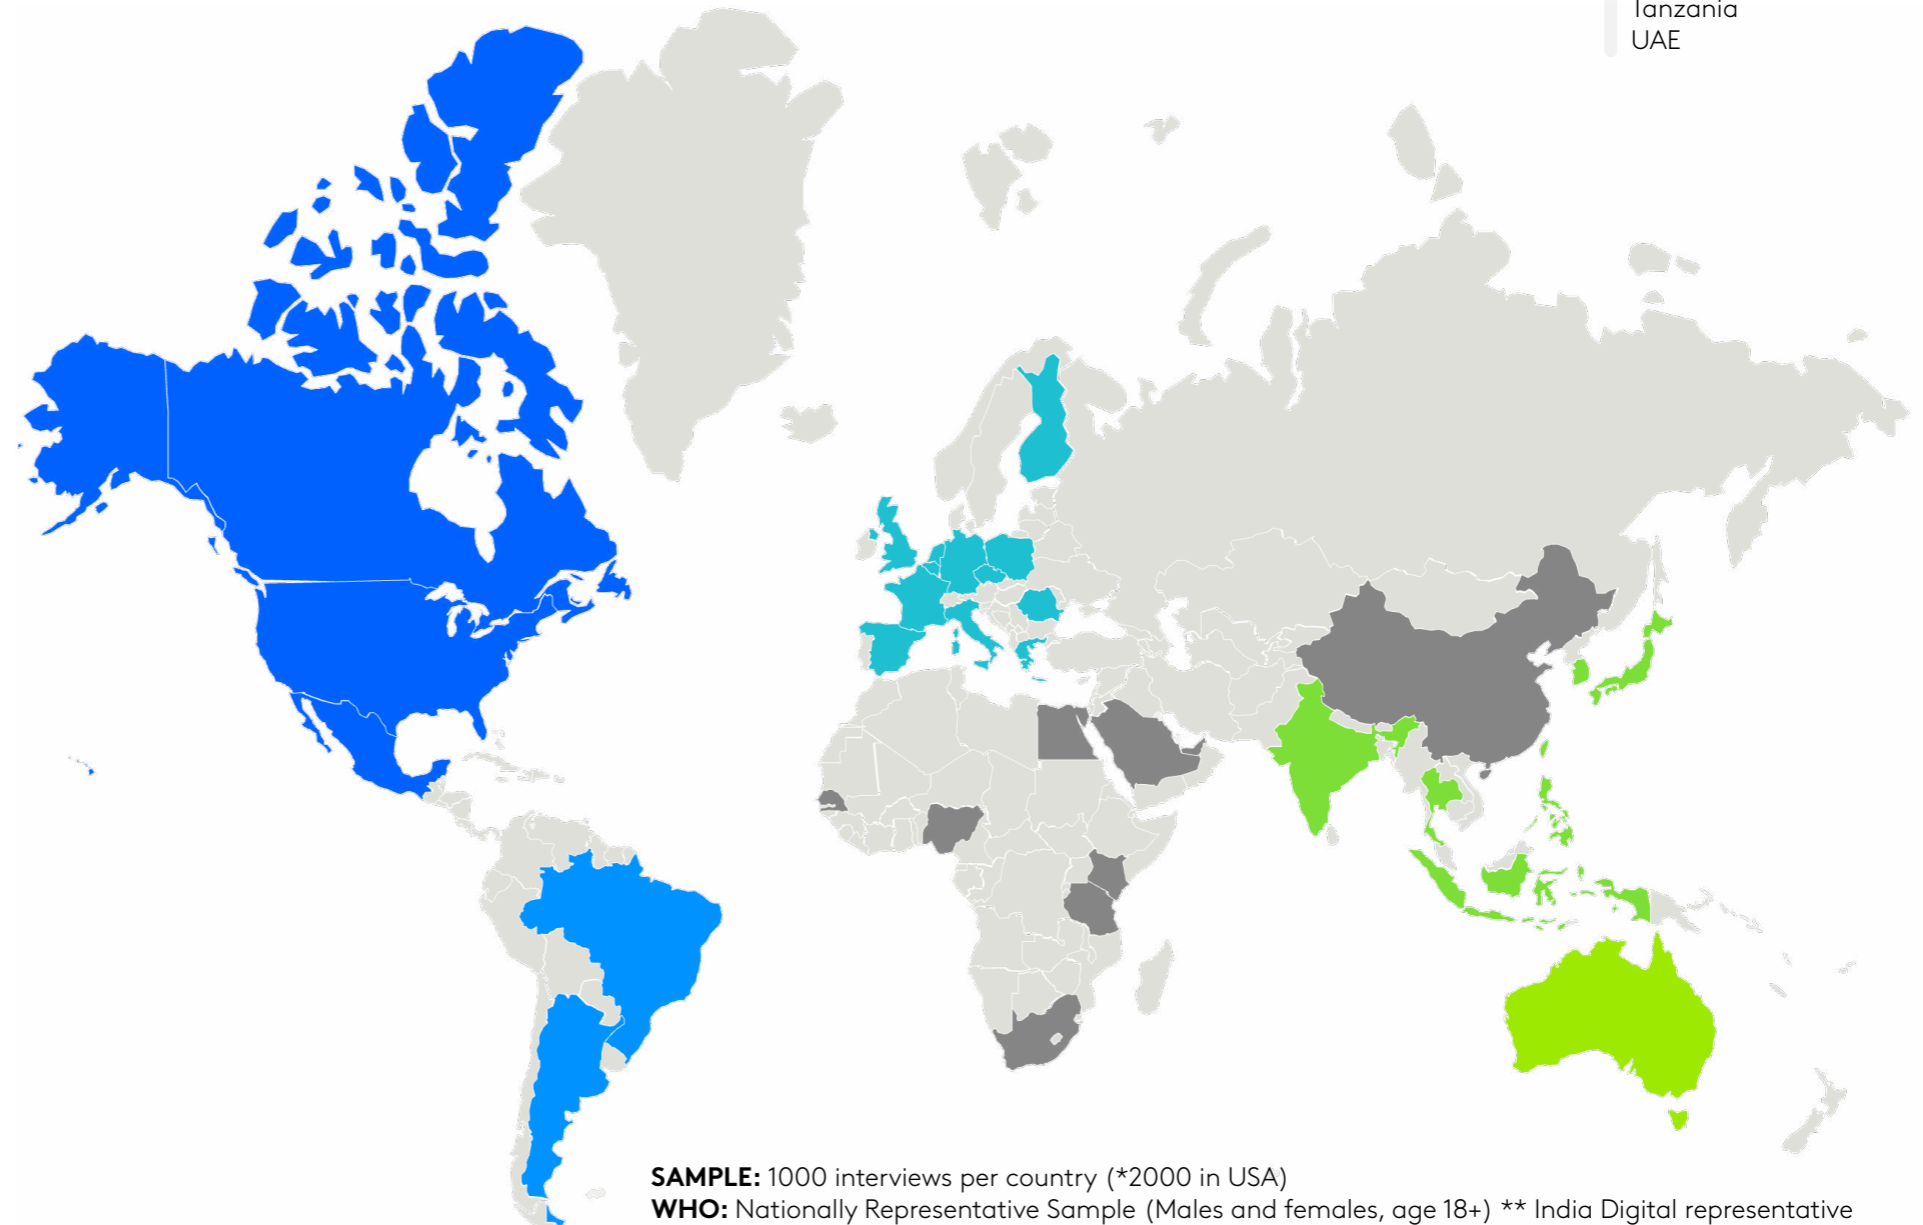 Tanzania
UAE
SAMPLE: 1000 interviews per country (*2000 in USA)
WHO: Nationally Representative Sample (Males and females, age 18+) ** India Digital representative